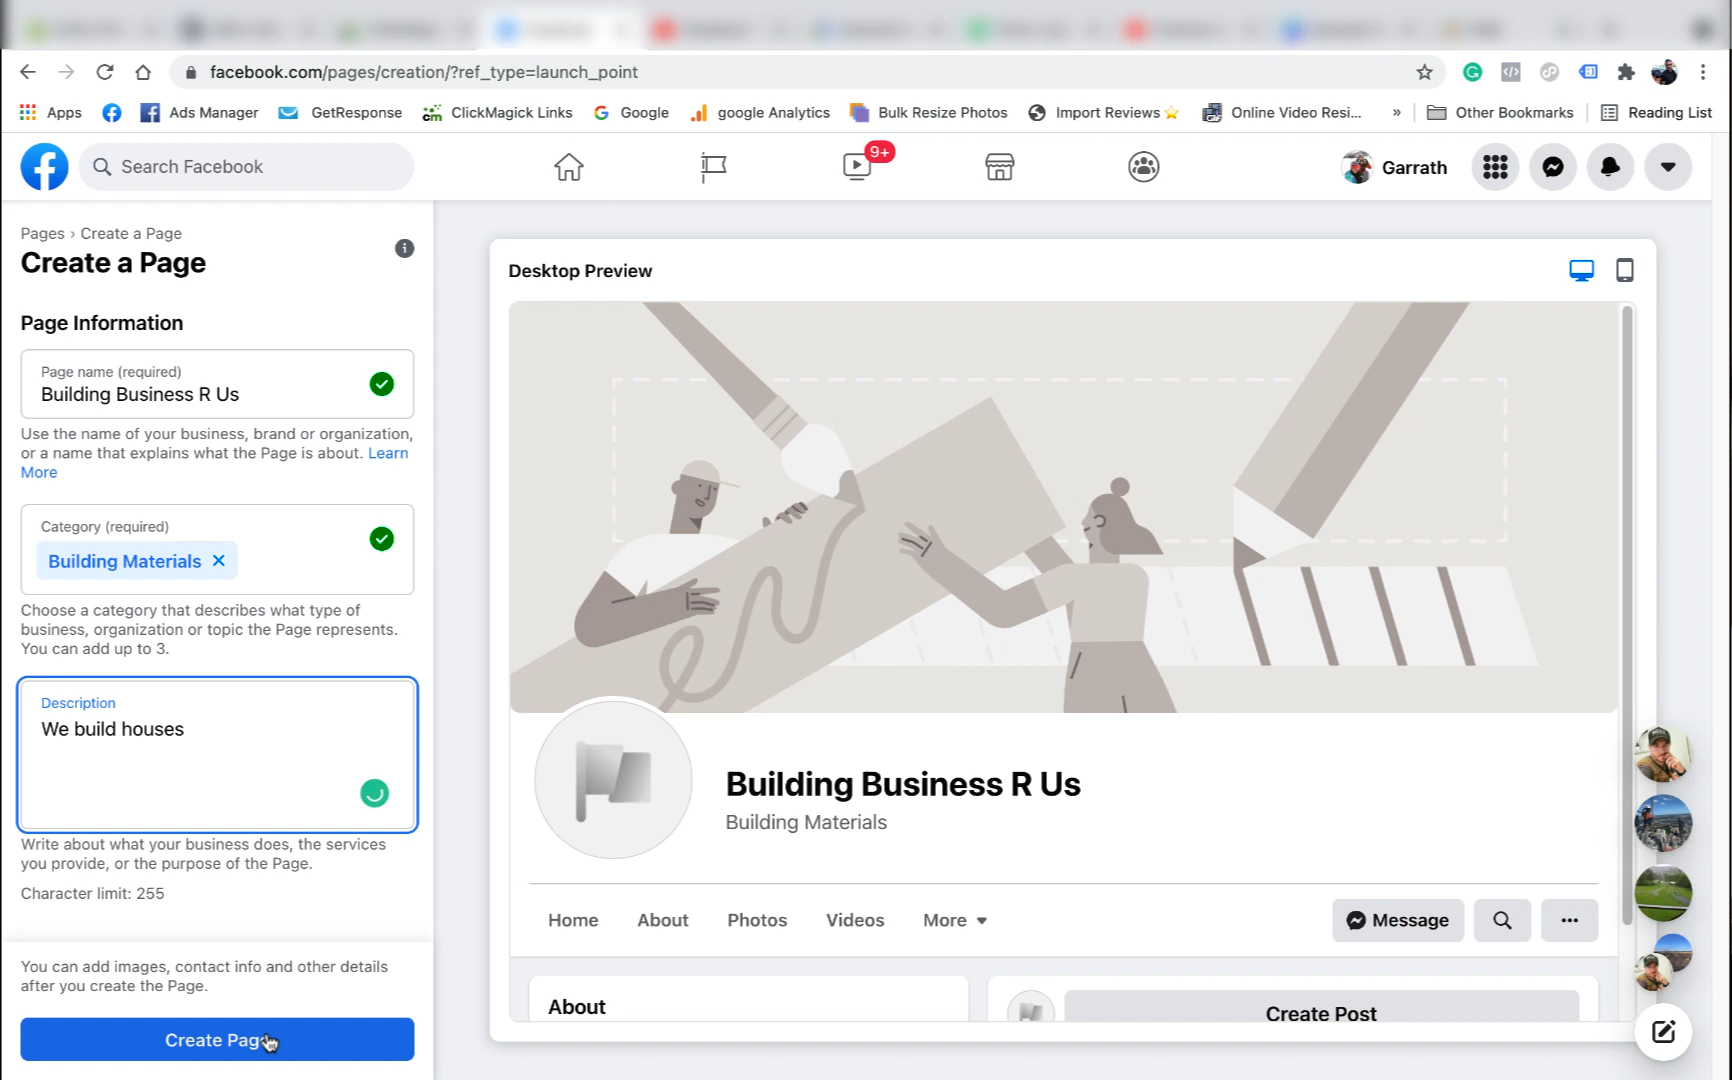 facebook.com/pages/creation/?ref_type=launch_point
Apps
Ads Manager
GetResponse
cm
ClickMagick Links
Google
google Analytics
Bulk Resize Photos
Import Reviews
Online Video Resi...
»
Other Bookmarks
Reading List
Search Facebook
9+
Garrath
Pages › Create a Page
Create a Page
Page Information
Page name (required)
Building Business R Us
Use the name of your business, brand or organization,
or a name that explains what the Page is about. Learn
More
Category (required)
Building Materials ×
Choose a category that describes what type of
business, organization or topic the Page represents.
You can add up to 3.
Description
We build houses
Write about what your business does, the services
you provide, or the purpose of the Page.
Character limit: 255
You can add images, contact info and other details
after you create the Page.
Create Page
Desktop Preview
Building Business R Us
Building Materials
Home About Photos Videos More
Message
About
Create Post